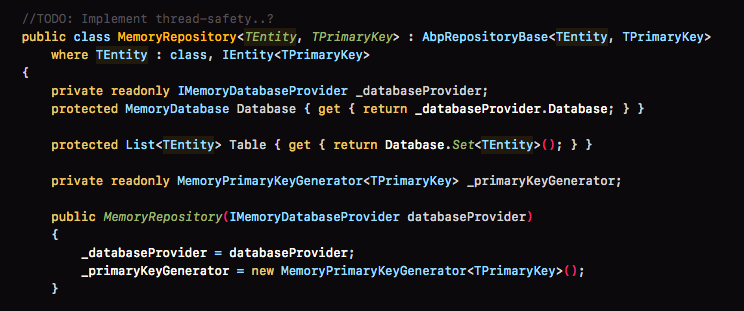 //TODO: Implement thread-safety..?
public class MemoryRepository<TEntity, TPrimaryKey> : AbpRepositoryBase<TEntity, TPrimaryKey>
    where TEntity : class, IEntity<TPrimaryKey>
{
    private readonly IMemoryDatabaseProvider _databaseProvider;
    protected MemoryDatabase Database { get { return _databaseProvider.Database; } }

    protected List<TEntity> Table { get { return Database.Set<TEntity>(); } }

    private readonly MemoryPrimaryKeyGenerator<TPrimaryKey> _primaryKeyGenerator;

    public MemoryRepository(IMemoryDatabaseProvider databaseProvider)
    {
        _databaseProvider = databaseProvider;
        _primaryKeyGenerator = new MemoryPrimaryKeyGenerator<TPrimaryKey>();
    }